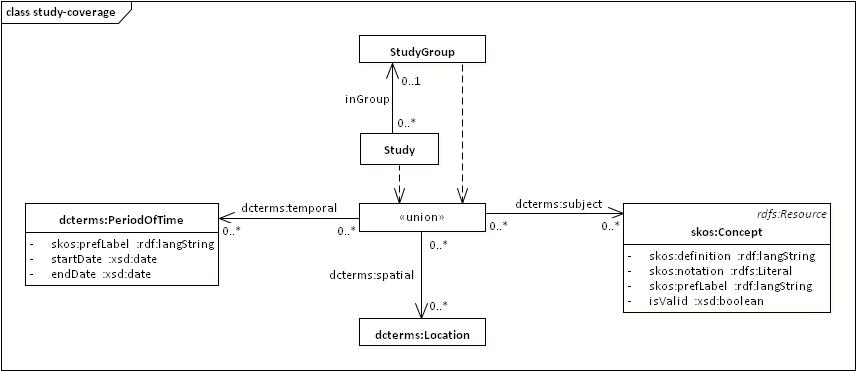 class study-coverage
StudyGroup
0..1
inGroup
0..*
Study
dcterms:temporal
dcterms:subject
rdfs:Resource
dcterms:PeriodOfTime
«union»
skos:Concept
0..*
0..*
0..*
0..*
0..*
- skos:prefLabel :rdf:langString
- startDate :xsd:date
- endDate :xsd:date
- skos:definition :rdf:langString
- skos:notation :rdfs:Literal
- skos:prefLabel :rdf:langString
- isValid :xsd:boolean
dcterms:spatial
0..*
dcterms:Location